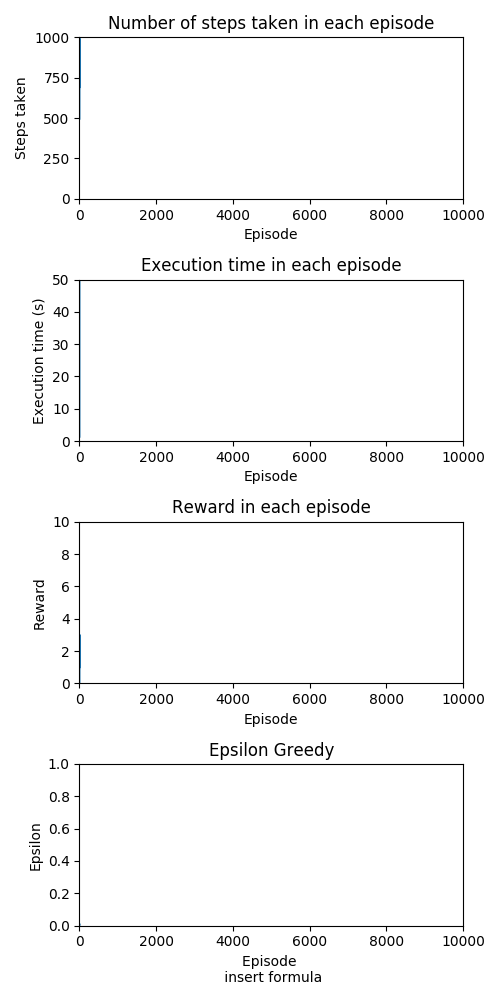 Number of steps taken in each episode
1000
750
500
250
0
Steps taken
0 2000 4000 6000 8000 10000
Episode
Execution time in each episode
50
40
30
20
10
0
Execution time (s)
0 2000 4000 6000 8000 10000
Episode
Reward in each episode
10
8
6
4
2
0
Reward
0 2000 4000 6000 8000 10000
Episode
Epsilon Greedy
1.0
0.8
0.6
0.4
0.2
0.0
Epsilon
0 2000 4000 6000 8000 10000
Episode
insert formula